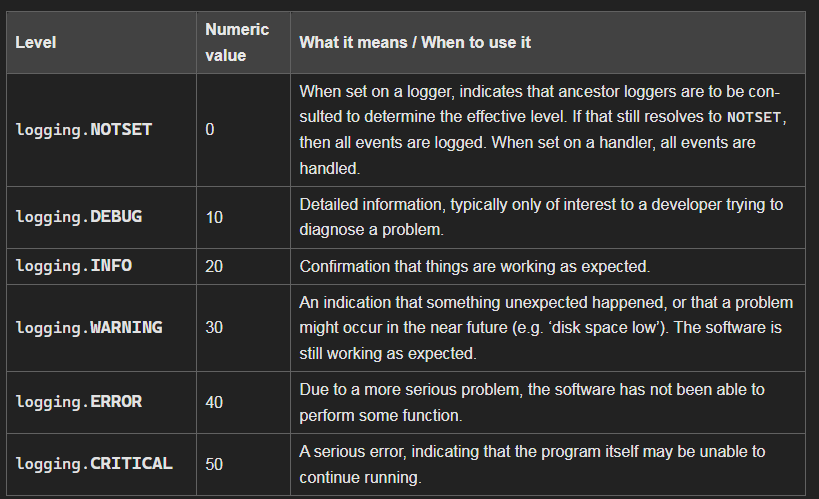 Level
Numeric
value
What it means / When to use it
logging.NOTSET
0
When set on a logger, indicates that ancestor loggers are to be con-
sulted to determine the effective level. If that still resolves to NOTSET,
then all events are logged. When set on a handler, all events are
handled.
logging.DEBUG
10
Detailed information, typically only of interest to a developer trying to
diagnose a problem.
logging.INFO
20
Confirmation that things are working as expected.
logging.WARNING
30
An indication that something unexpected happened, or that a problem
might occur in the near future (e.g. ‘disk space low’). The software is
still working as expected.
logging.ERROR
40
Due to a more serious problem, the software has not been able to
perform some function.
logging.CRITICAL
50
A serious error, indicating that the program itself may be unable to
continue running.